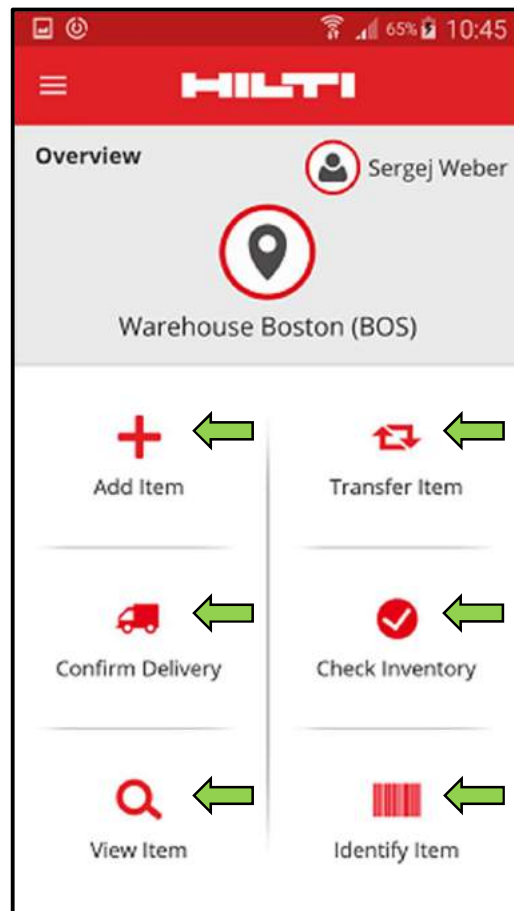 65% 10:45
HILTI
Overview
Sergej Weber
Warehouse Boston (BOS)
Add Item
Transfer Item
Confirm Delivery
Check Inventory
View Item
Identify Item